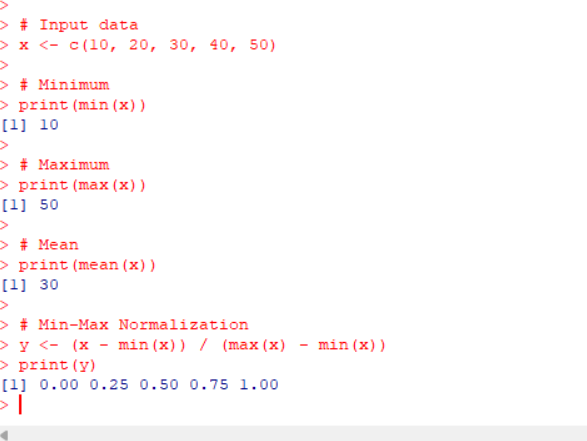 >
> # Input data
> x <- c(10, 20, 30, 40, 50)
>
> # Minimum
> print(min(x))
[1] 10
>
> # Maximum
> print(max(x))
[1] 50
>
> # Mean
> print(mean(x))
[1] 30
>
> # Min-Max Normalization
> y <- (x - min(x)) / (max(x) - min(x))
> print(y)
[1] 0.00 0.25 0.50 0.75 1.00
>